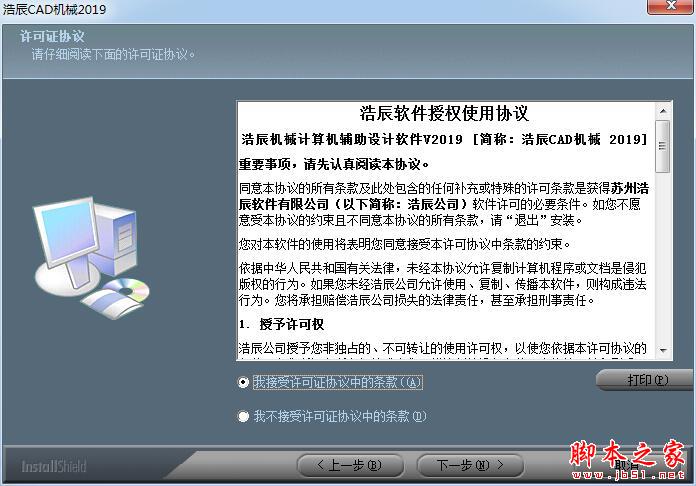 浩辰CAD机械2019
许可证协议
请仔细阅读下面的许可证协议。
浩辰软件授权使用协议
浩辰机械计算机辅助设计软件V2019 [简称：浩辰CAD机械 2019]
重要事项，请先认真阅读本协议。
同意本协议的所有条款及此处包含的任何补充或特殊的许可条款是获得苏州浩
辰软件有限公司（以下简称：浩辰公司）软件许可的必要条件。如您不愿
意受本协议的约束且不同意本协议的所有条款，请“退出”安装。
您对本软件的使用将表明您同意接受本许可协议中条款的约束。
依据中华人民共和国有关法律，未经本协议允许复制计算机程序或文档是侵犯
版权的行为。如果您未经浩辰公司允许使用、复制、传播本软件，则构成违法
行为。您将承担赔偿浩辰公司损失的法律责任，甚至承担刑事责任。
1. 授予许可权
浩辰公司授予您非独占的、不可转让的使用许可权，以使您依据本许可协议的
我接受许可证协议中的条款(A)
打印(P)
我不接受许可证协议中的条款(D)
InstallShield
<上一步(B)
下一步(N) >
取消
脚本之家
www.jb51.net